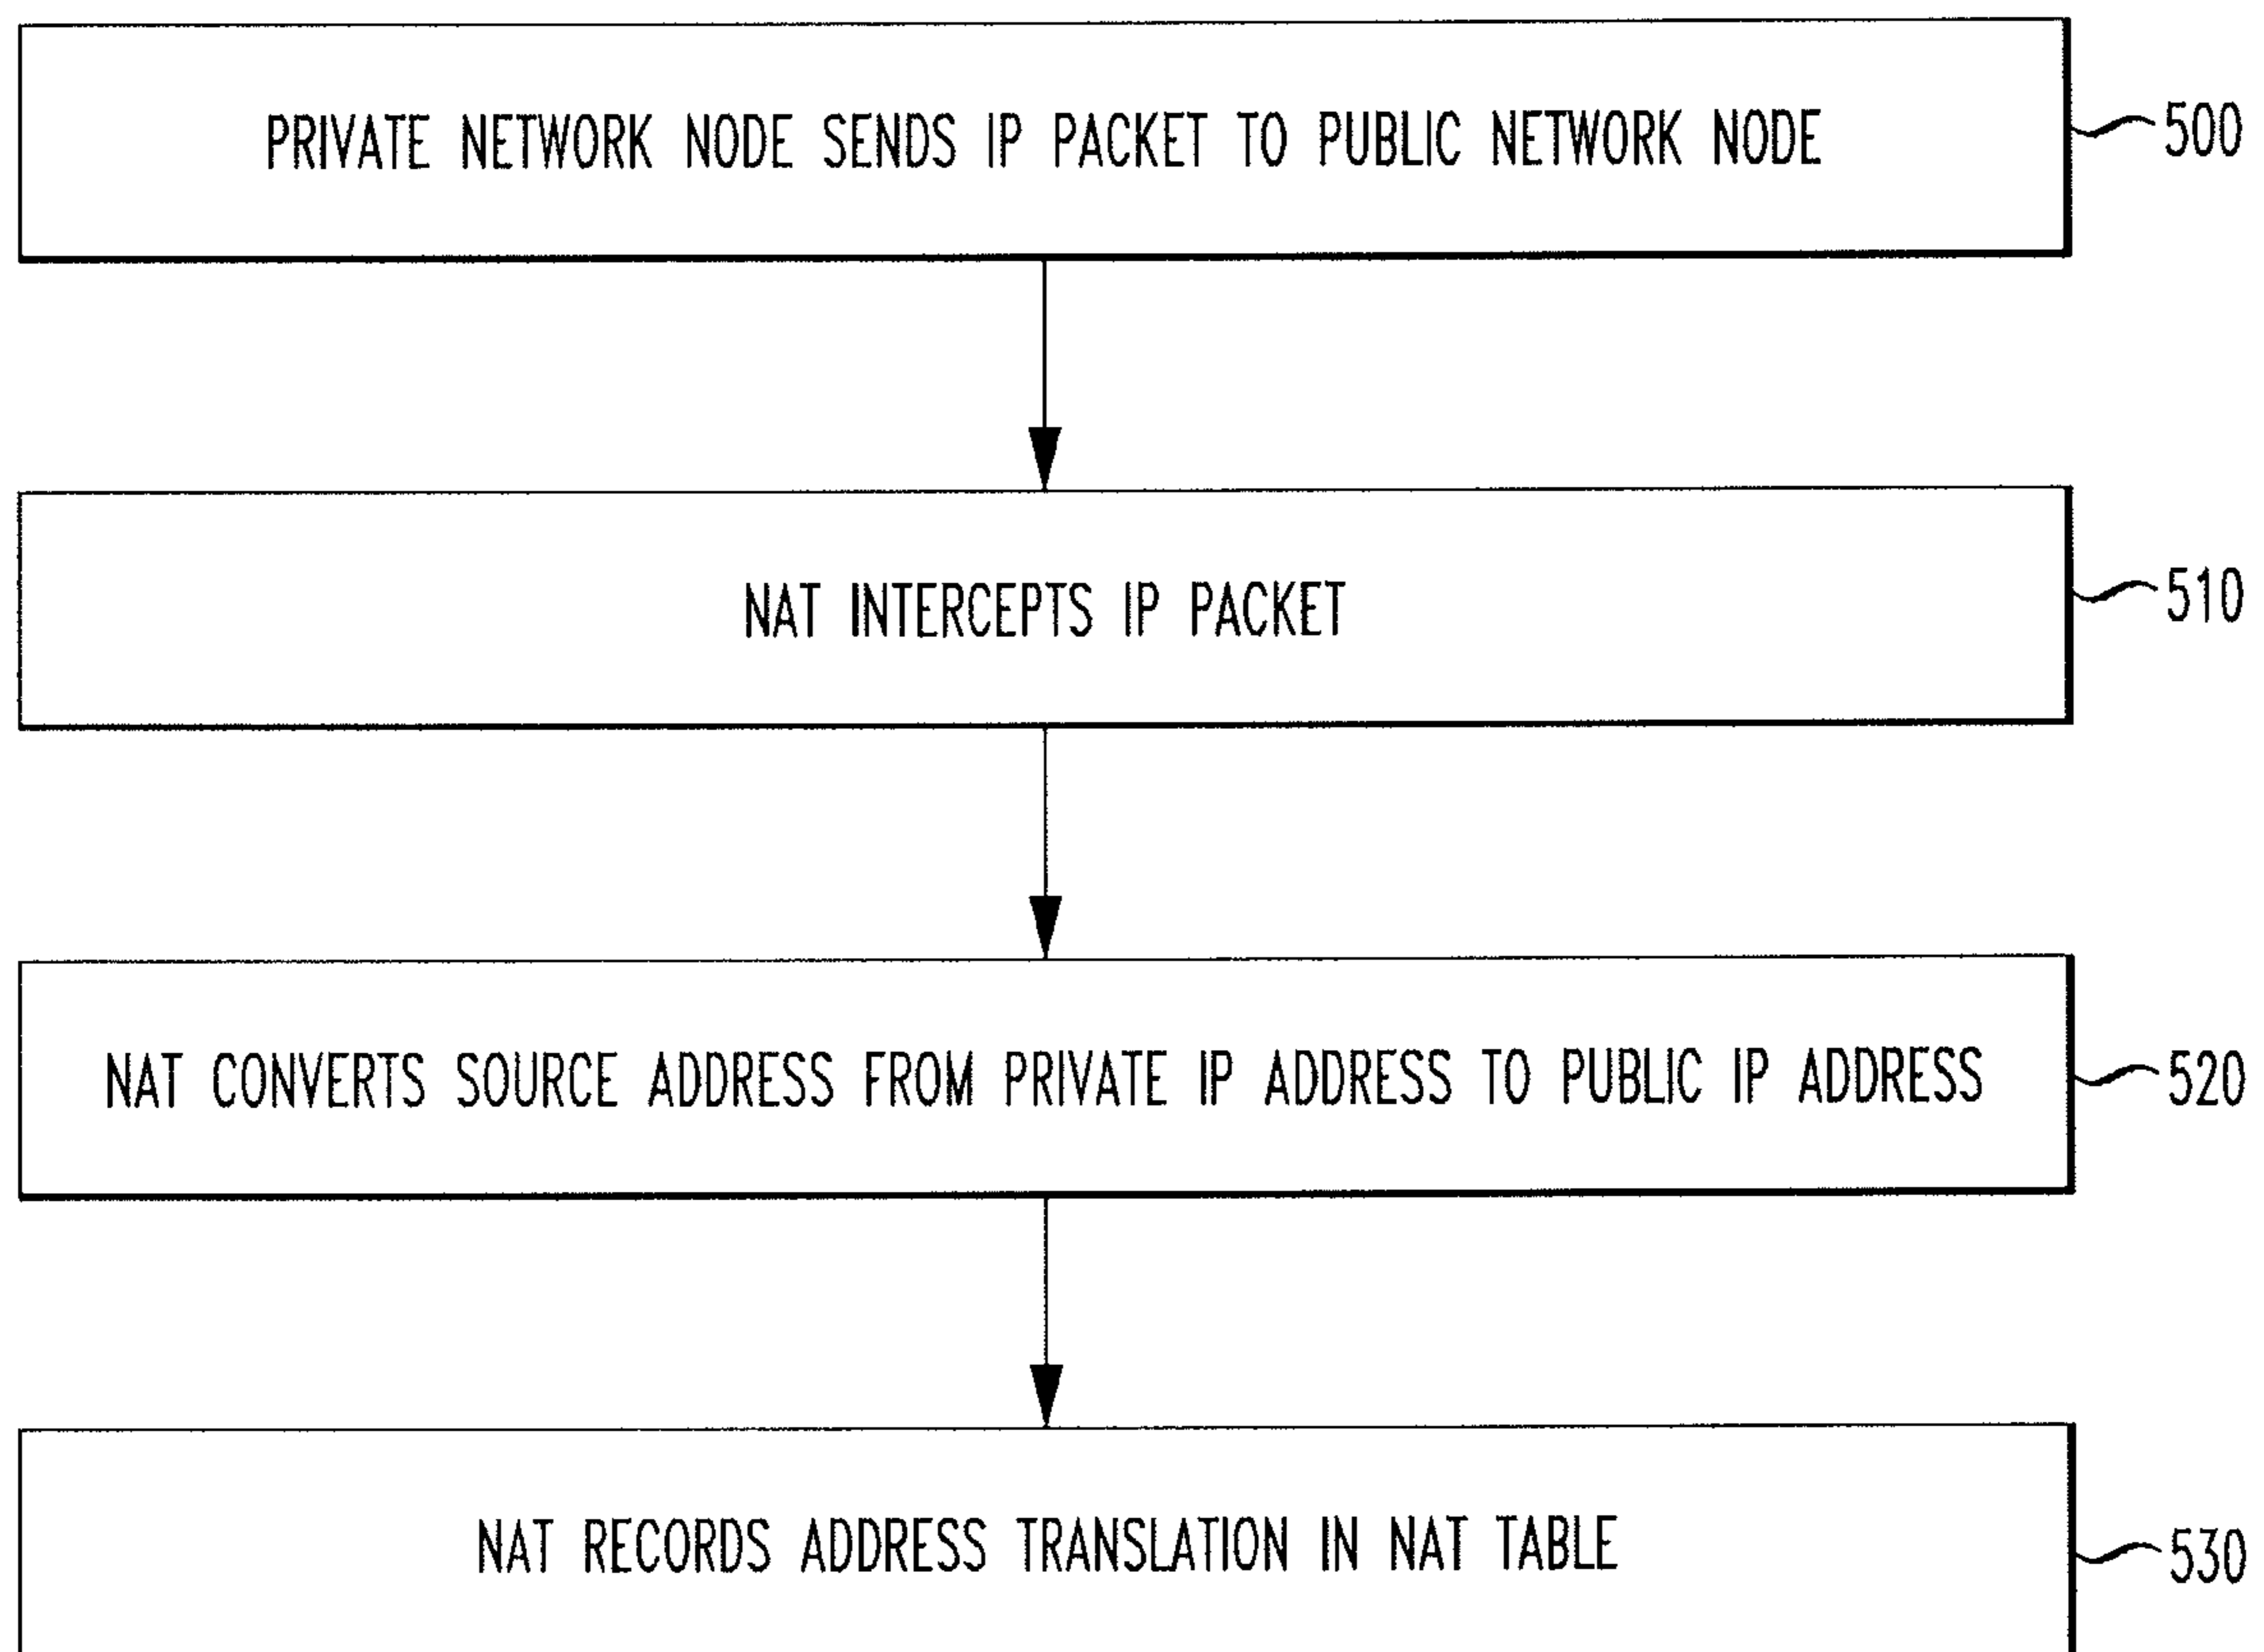 PRIVATE NETWORK NODE SENDS IP PACKET TO PUBLIC NETWORK NODE
500
NAT INTERCEPTS IP PACKET
510
NAT CONVERTS SOURCE ADDRESS FROM PRIVATE IP ADDRESS TO PUBLIC IP ADDRESS
520
NAT RECORDS ADDRESS TRANSLATION IN NAT TABLE
530